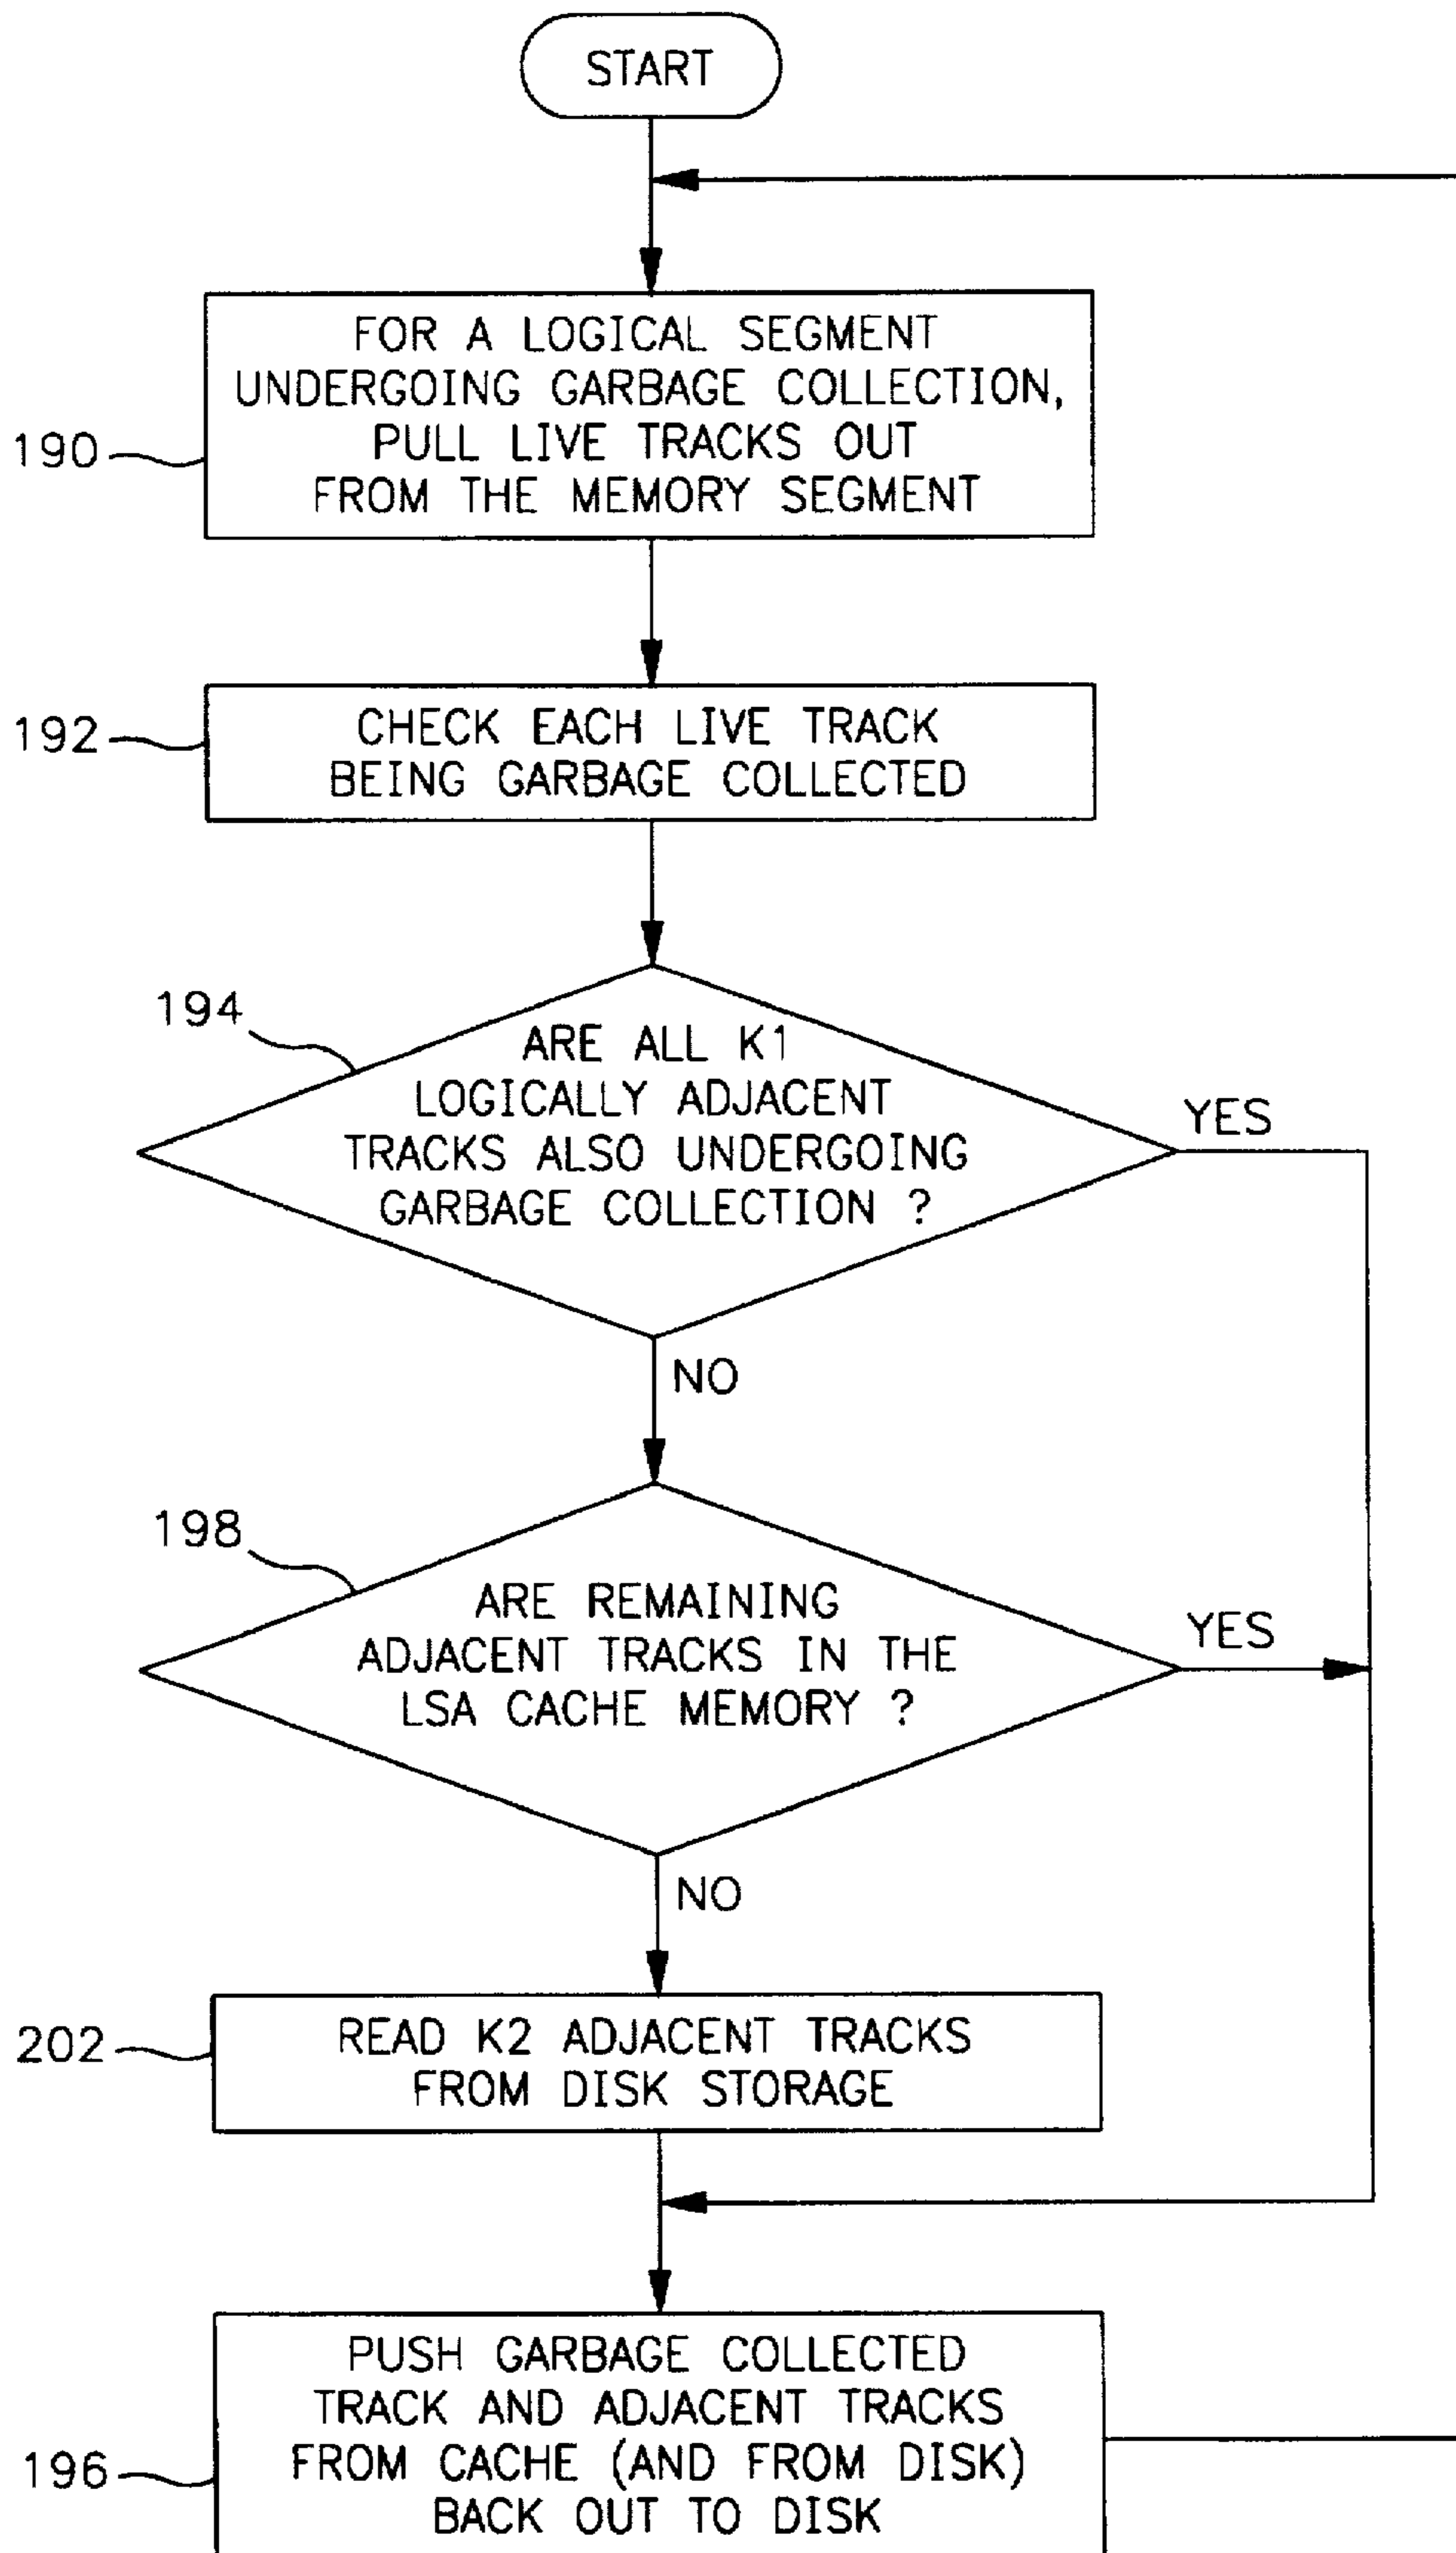 START
FOR A LOGICAL SEGMENT
UNDERGOING GARBAGE COLLECTION,
PULL LIVE TRACKS OUT
FROM THE MEMORY SEGMENT
190
CHECK EACH LIVE TRACK
BEING GARBAGE COLLECTED
192
194
ARE ALL K1
LOGICALLY ADJACENT
TRACKS ALSO UNDERGOING
GARBAGE COLLECTION ?
YES
NO
198
ARE REMAINING
ADJACENT TRACKS IN THE
LSA CACHE MEMORY ?
YES
NO
202
READ K2 ADJACENT TRACKS
FROM DISK STORAGE
PUSH GARBAGE COLLECTED
TRACK AND ADJACENT TRACKS
FROM CACHE (AND FROM DISK)
BACK OUT TO DISK
196